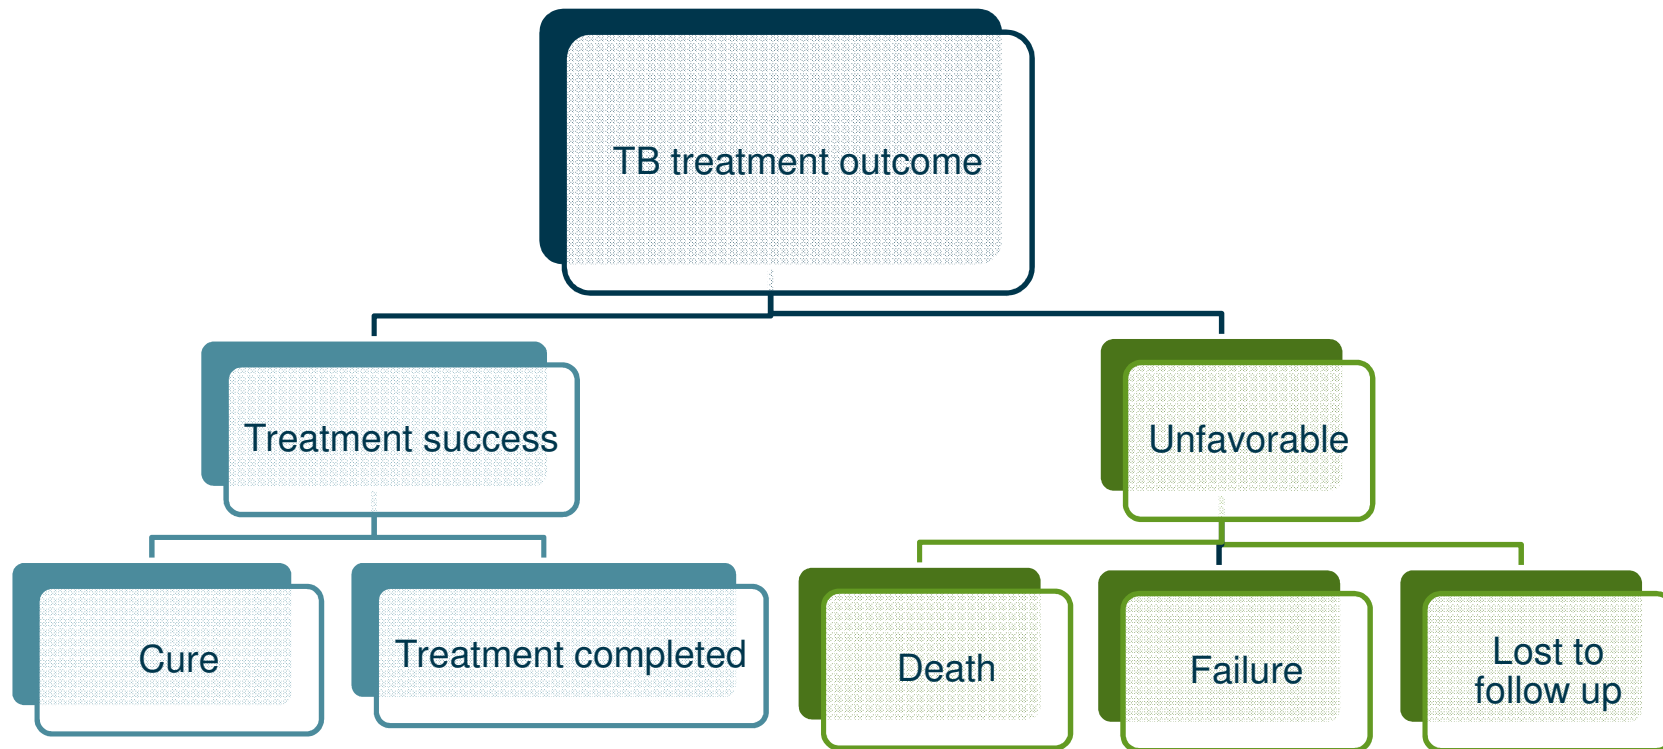 TB treatment outcome
Treatment success
Unfavorable
Cure
Treatment completed
Death
Failure
Lost to
follow up